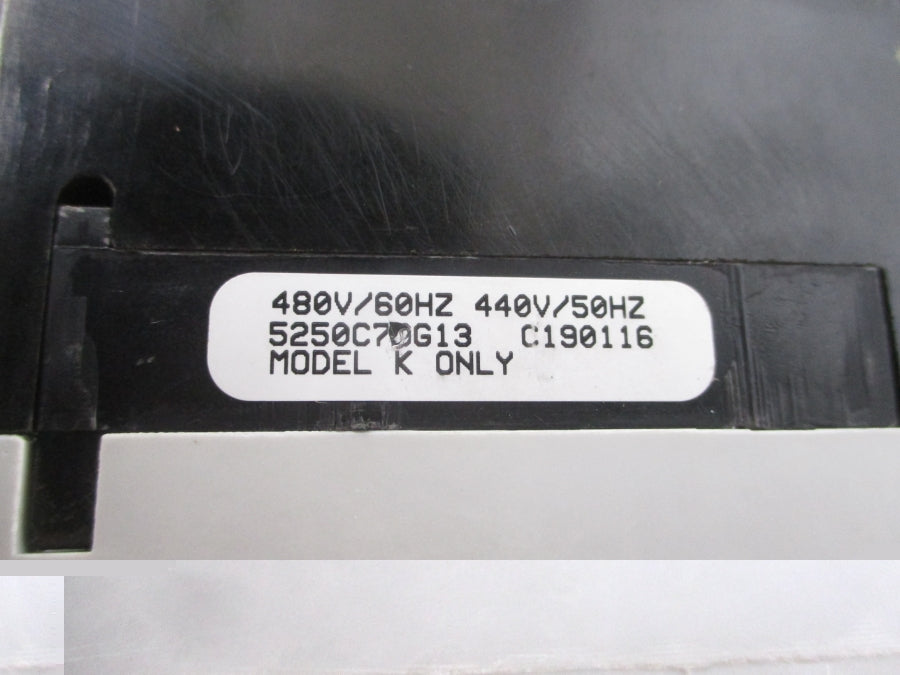 480V/60HZ 440V/50HZ
5250C70G13 C190116
MODEL K ONLY